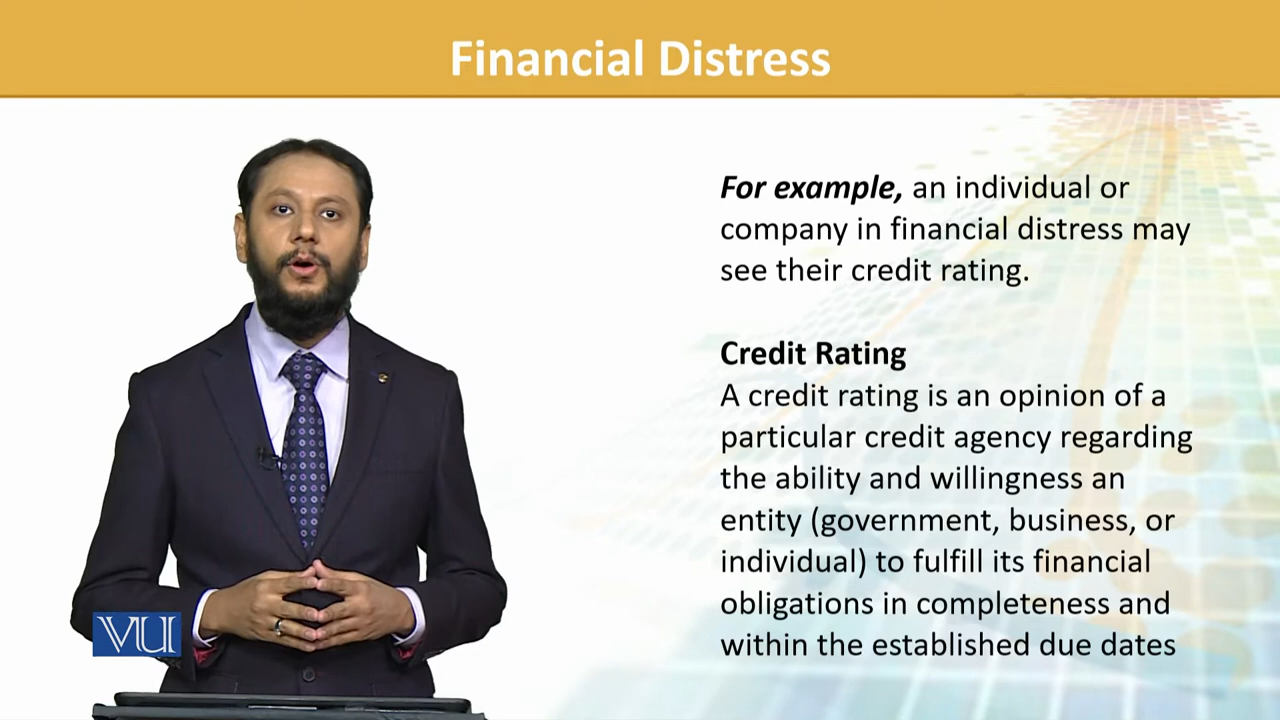 Financial Distress
For example, an individual or
company in financial distress may
see their credit rating.
Credit Rating
A credit rating is an opinion of a
particular credit agency regarding
the ability and willingness an
entity (government, business, or
individual) to fulfill its financial
obligations in completeness and
within the established due dates
VU